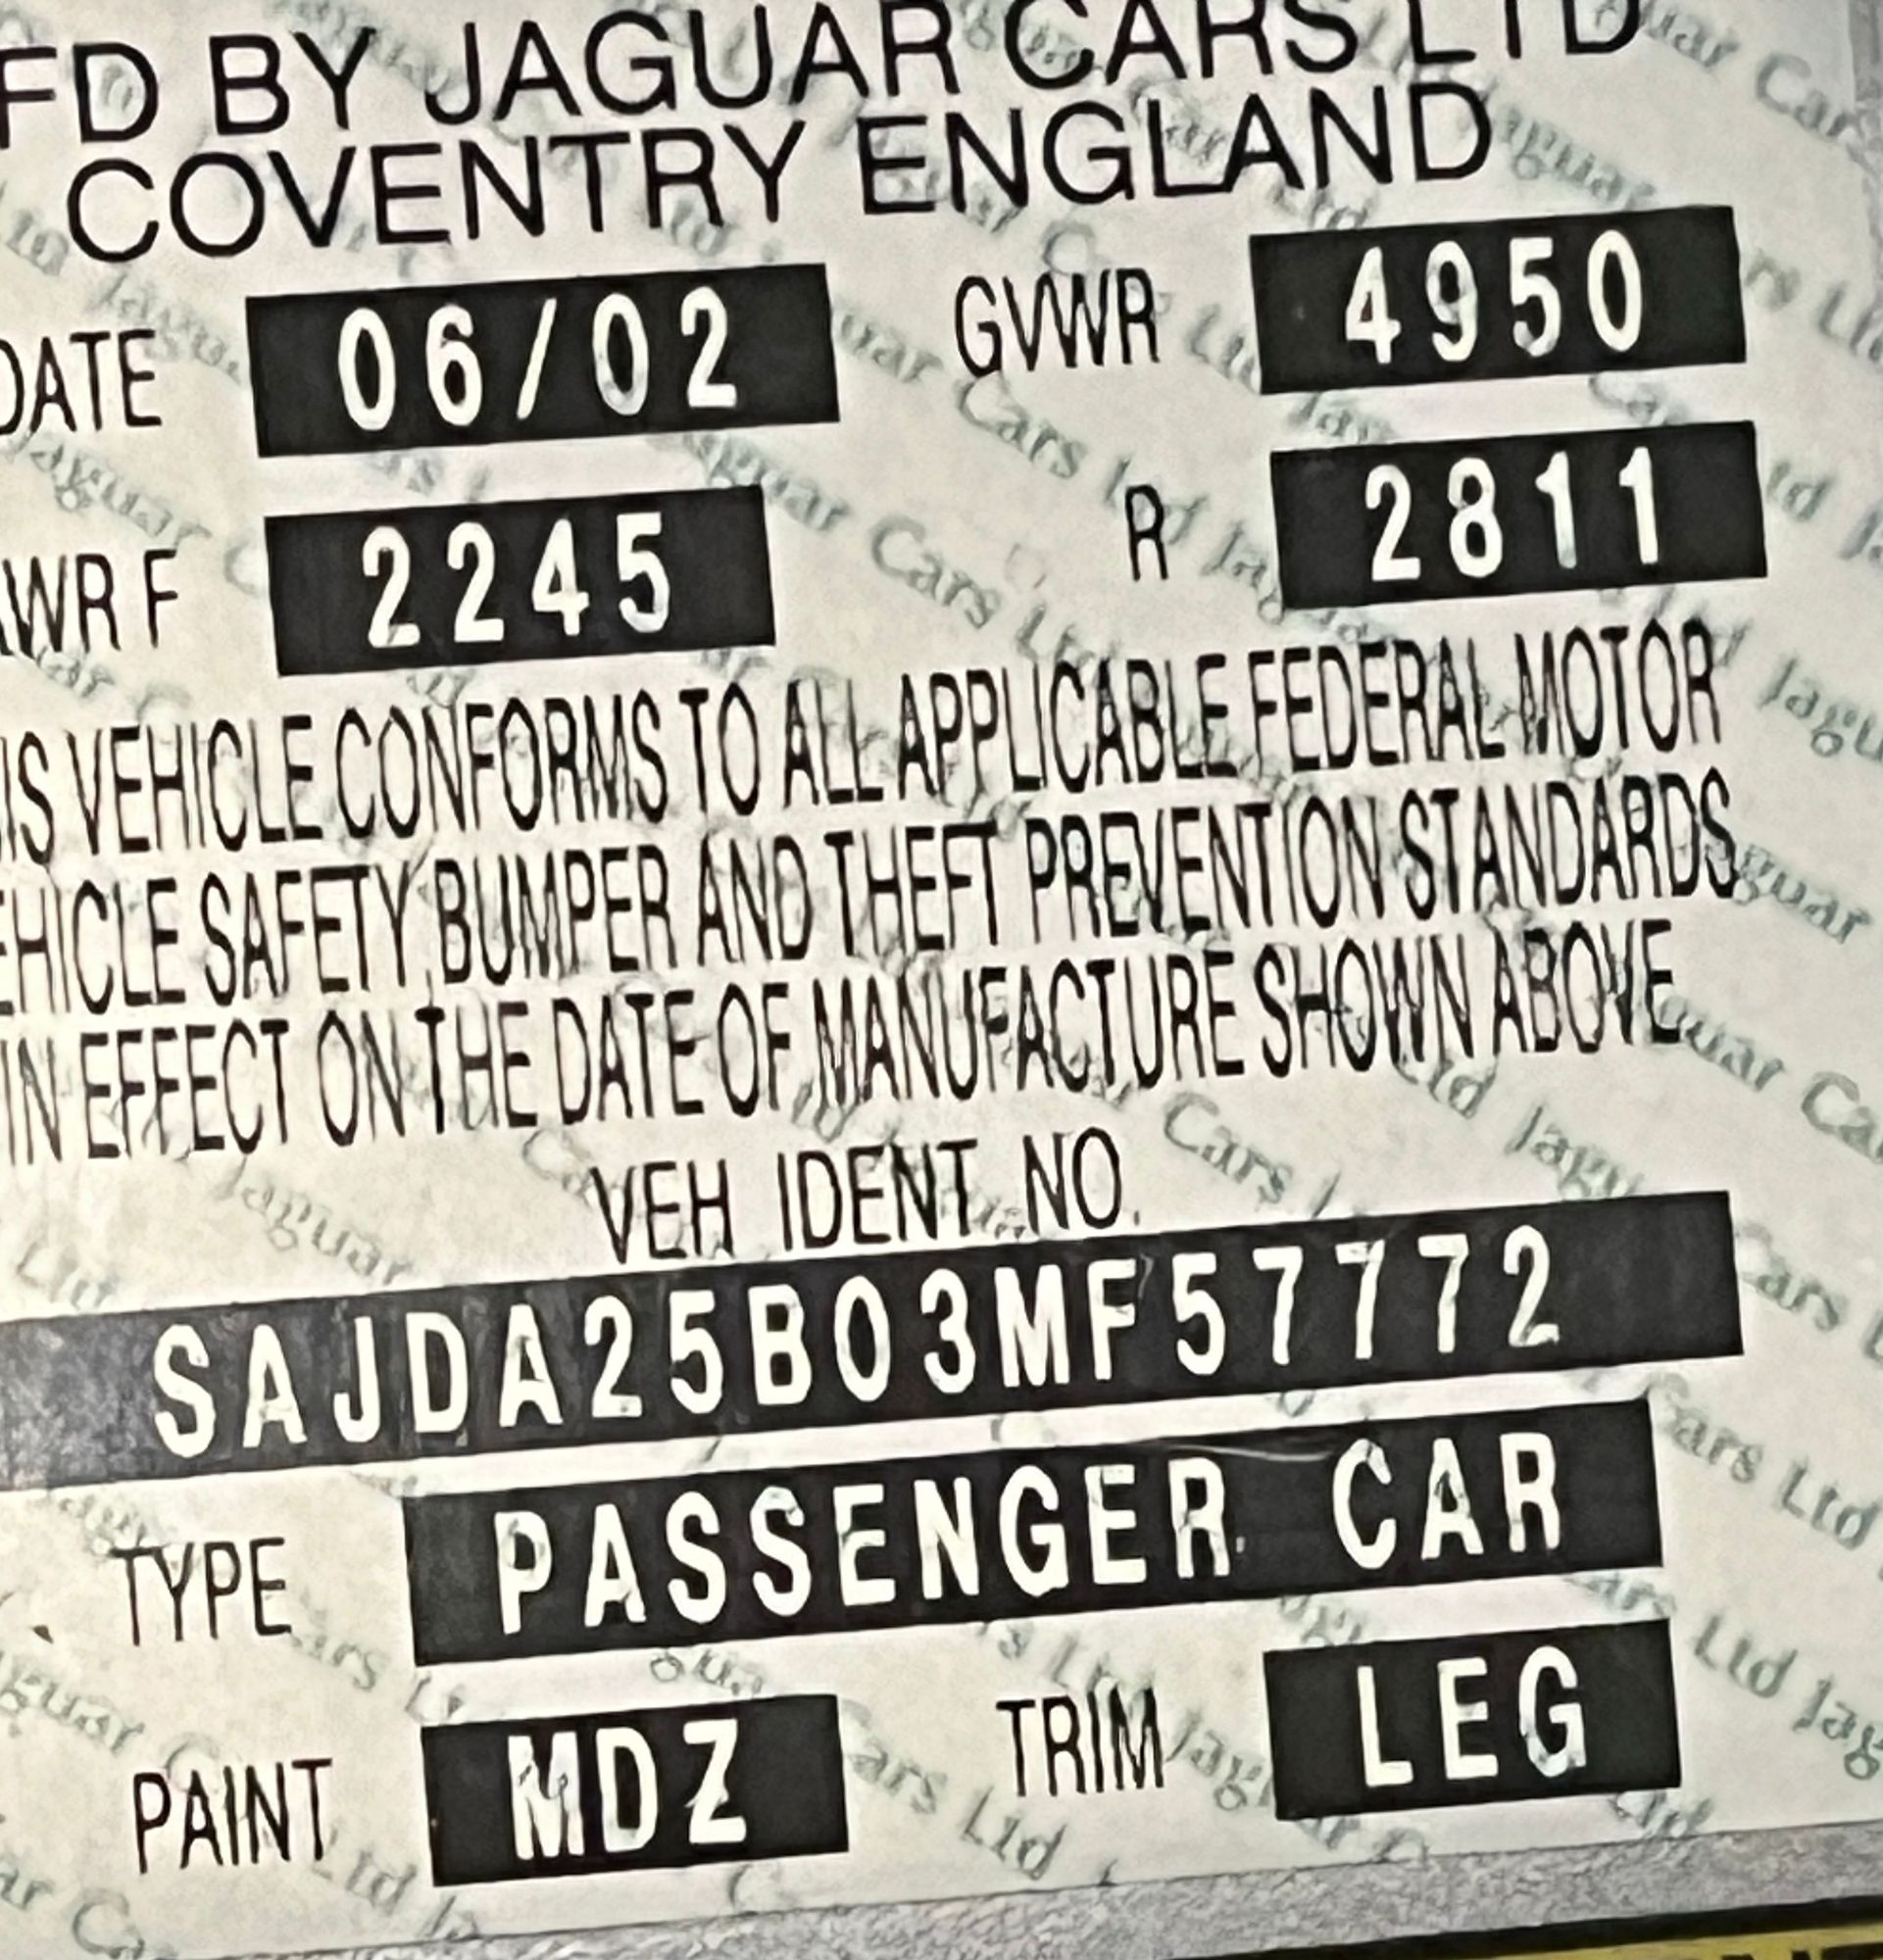 FD BY JAGUAR CARS LTD
COVENTRY ENGLAND
DATE 06/02 GVWR 4950
WR F 2245 R 2811
IS VEHICLE CONFORMS TO ALL APPLICABLE FEDERAL MOTOR
EHICLE SAFETY,BUMPER AND THEFT PREVENTION STANDARDS
IN EFFECT ON THE DATE OF MANUFACTURE SHOWN ABOVE
VEH IDENT NO.
SAJDA25B03MF57772
TYPE PASSENGER CAR
PAINT MDZ TRIM LEG